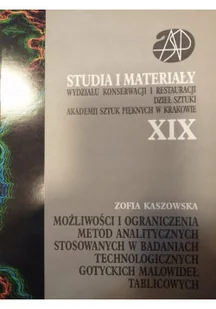 STUDIA I MATERIAŁY
WYDZIAŁU KONSERWACJI I RESTAURACJI
DZIEŁ SZTUKI
AKADEMII SZTUK PIĘKNYCH W KRAKOWIE
XIX
ZOFIA KASZOWSKA
MOŻLIWOŚCI I OGRANICZENIA
METOD ANALITYCZNYCH
STOSOWANYCH W BADANIACH
TECHNOLOGICZNYCH
GOTYCKICH MALOWIDEŁ
TABLICOWYCH